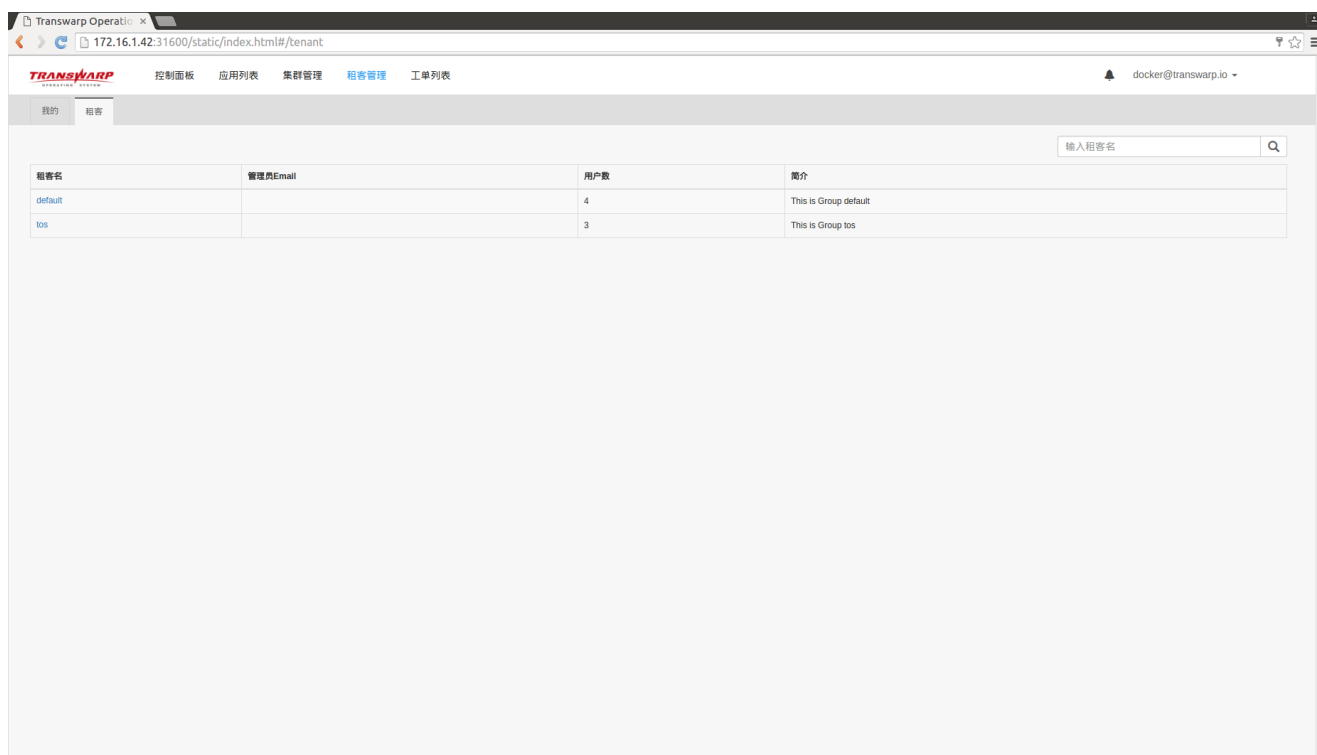 Transwarp Operatio
172.16.1.42:31600/static/index.html#/tenant
TRANSWARP
OPERATING SYSTEM
控制面板 应用列表 集群管理 租客管理 工单列表 docker@transwarp.io
我的 租客
输入租客名
租客名 管理员Email 用户数 简介
default 4 This is Group default
tos 3 This is Group tos